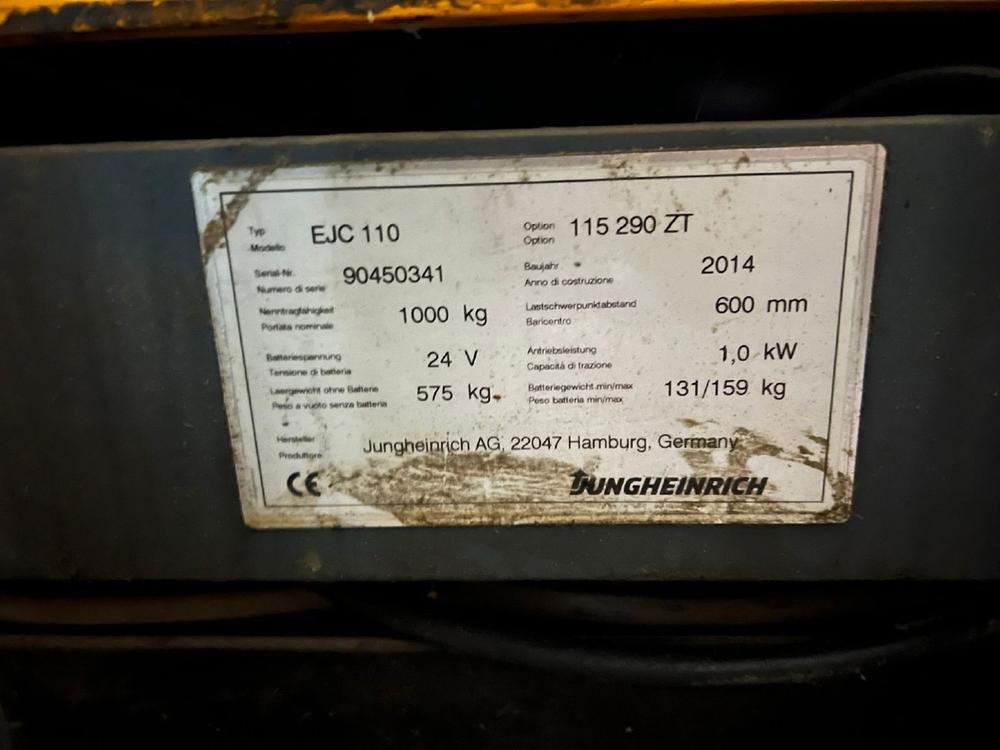 Typ EJC 110 Option 115 290 ZT
Modello Option
Serial-Nr. 90450341 Baujahr 2014
Numero di serie Anno di costruzione
Nenntragfähigkeit 1000 kg Lastschwerpunktabstand 600 mm
Portata nominale Baricentro
Batteriespannung 24 V Antriebsleistung 1,0 kW
Tensione di batteria Capacità di trazione
Leergewicht ohne Batterie 575 kg Batteriegewicht min/max 131/159 kg
Peso a vuoto senza batteria Peso batteria min/max
Hersteller Jungheinrich AG, 22047 Hamburg, Germany
Produttore
CE JUNGHEINRICH